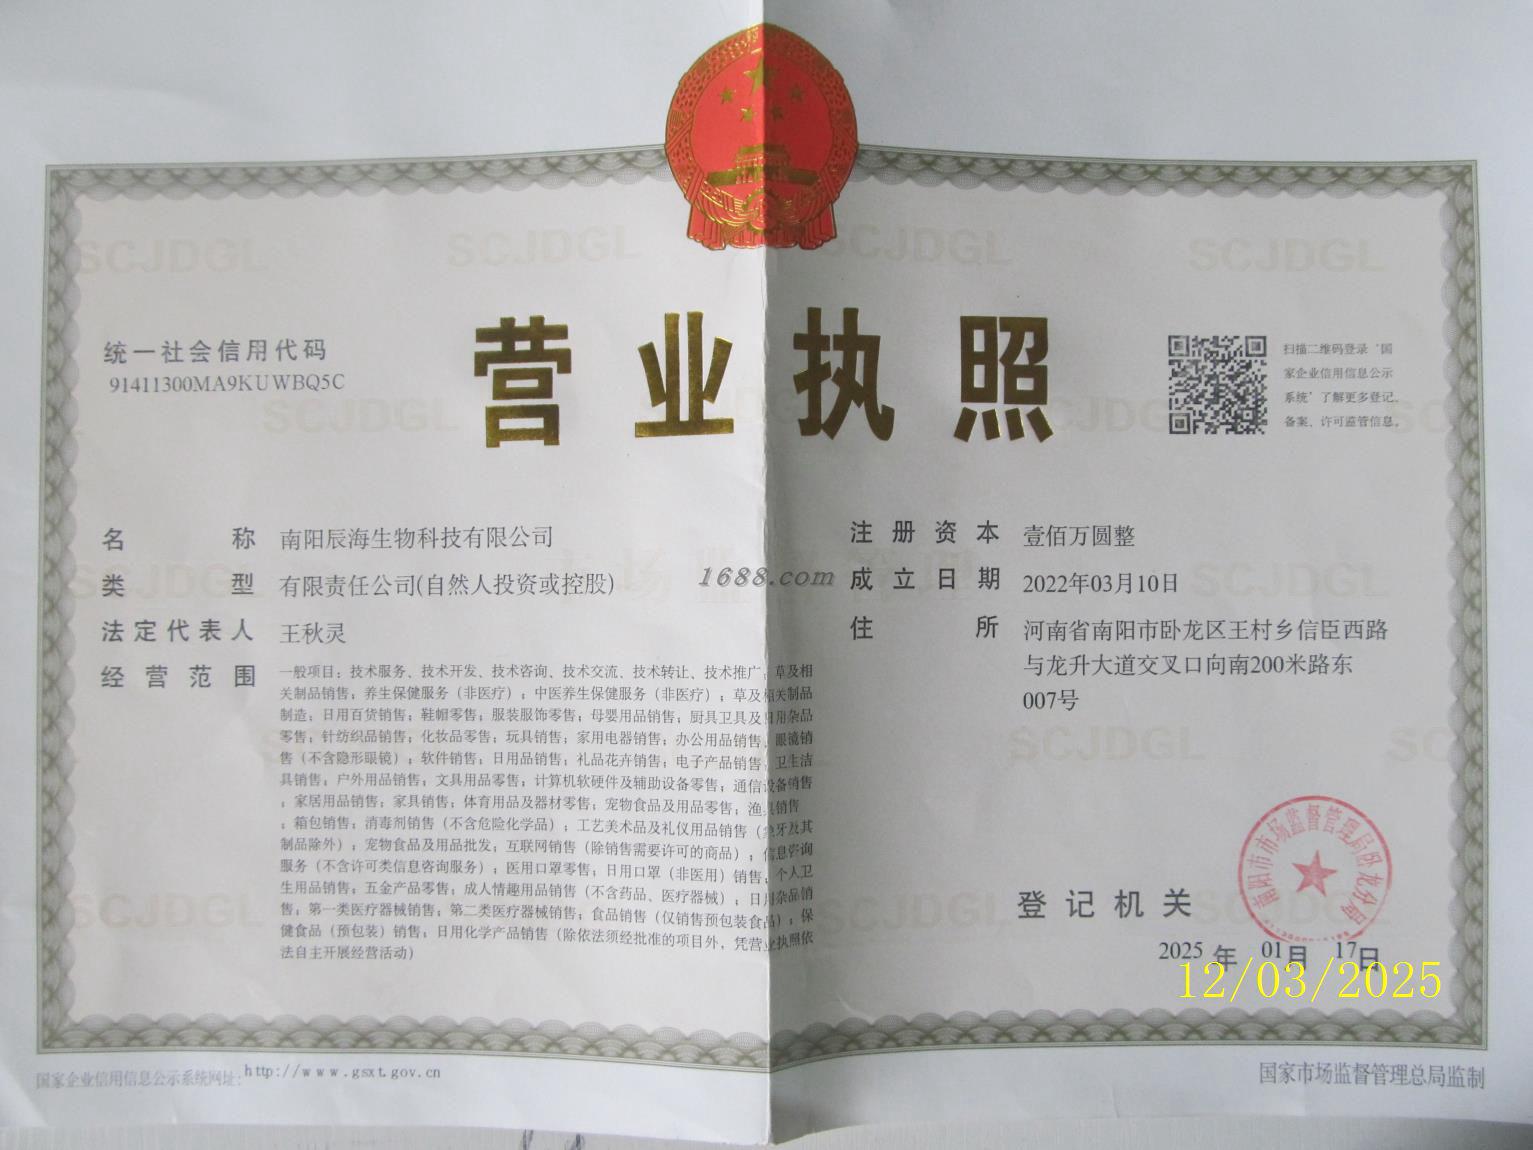 SCJDGL
SCJDGL
SCJDGL
SCJDGL
营业执照
统一社会信用代码
91411300MA9KUWBQ5C
扫描二维码登录‘国
家企业信用信息公示
系统’了解更多登记、
备案、许可监管信息。
名称 南阳辰海生物科技有限公司
类型 有限责任公司(自然人投资或控股)
法定代表人 王秋灵
经营范围 一般项目：技术服务、技术开发、技术咨询、技术交流、技术转让、技术推广；草及相
关制品销售；养生保健服务（非医疗）；中医养生保健服务（非医疗）；草及相关制品
制造；日用百货销售；鞋帽零售；服装服饰零售；母婴用品销售；厨具卫具及日用杂品
零售；针纺织品销售；化妆品零售；玩具销售；家用电器销售；办公用品销售；眼镜销
售（不含隐形眼镜）；软件销售；日用品销售；礼品花卉销售；电子产品销售；卫生洁
具销售；户外用品销售；文具用品零售；计算机软硬件及辅助设备零售；通信设备销售
；家居用品销售；家具销售；体育用品及器材零售；宠物食品及用品零售；渔具销售
；箱包销售；消毒剂销售（不含危险化学品）；工艺美术品及礼仪用品销售（象牙及其
制品除外）；宠物食品及用品批发；互联网销售（除销售需要许可的商品）；信息咨询
服务（不含许可类信息咨询服务）；医用口罩零售；日用口罩（非医用）销售；个人卫
生用品销售；五金产品零售；成人情趣用品销售（不含药品、医疗器械）；日用杂品销
售；第一类医疗器械销售；第二类医疗器械销售；食品销售（仅销售预包装食品）；保
健食品（预包装）销售；日用化学产品销售（除依法须经批准的项目外，凭营业执照依
法自主开展经营活动）
1688.com
注册资本 壹佰万圆整
成立日期 2022年03月10日
住所 河南省南阳市卧龙区王村乡信臣西路
与龙升大道交叉口向南200米路东
007号
南阳市市场监督管理局卧龙分局
登记机关
2025年01月17日
12/03/2025
国家企业信用信息公示系统网址：http://www.gsxt.gov.cn
国家市场监督管理总局监制